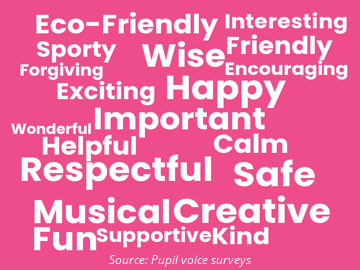 Eco-Friendly Interesting
Sporty Wise Friendly
Forgiving Encouraging
Exciting Happy
Wonderful Important
Helpful Calm
Respectful Safe
Musical Creative
Fun Supportive Kind
Source: Pupil voice surveys